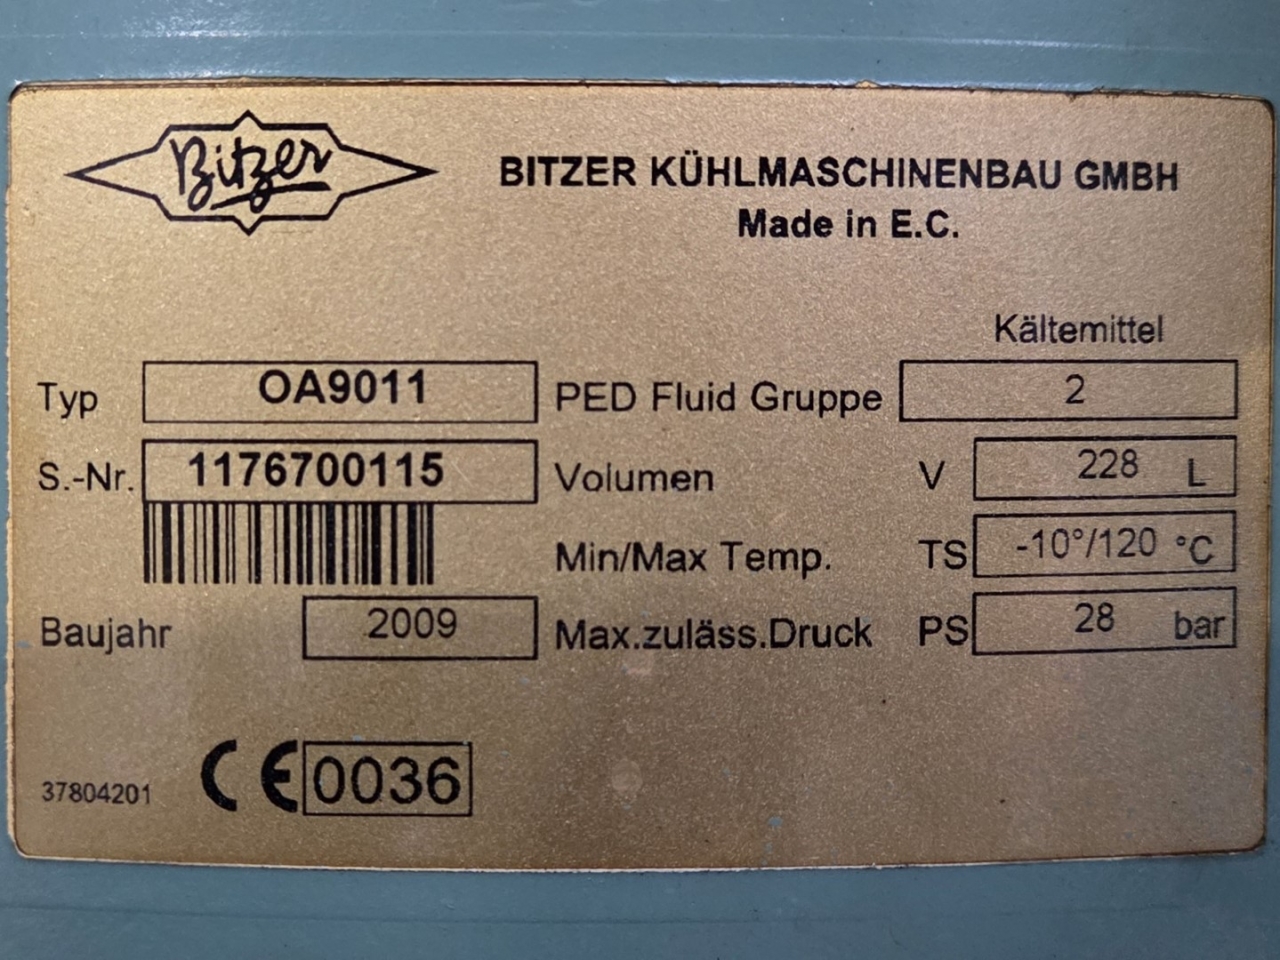 Bitzer
BITZER KÜHLMASCHINENBAU GMBH
Made in E.C.
Kältemittel
Typ OA9011 PED Fluid Gruppe 2
S.-Nr. 1176700115 Volumen V 228 L
Min/Max Temp. TS -10°/120 °C
Baujahr 2009 Max.zuläss.Druck PS 28 bar
37804201 CE 0036